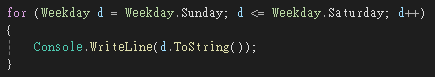 for (Weekday d = Weekday.Sunday; d <= Weekday.Saturday; d++)
{
    Console.WriteLine(d.ToString());
}